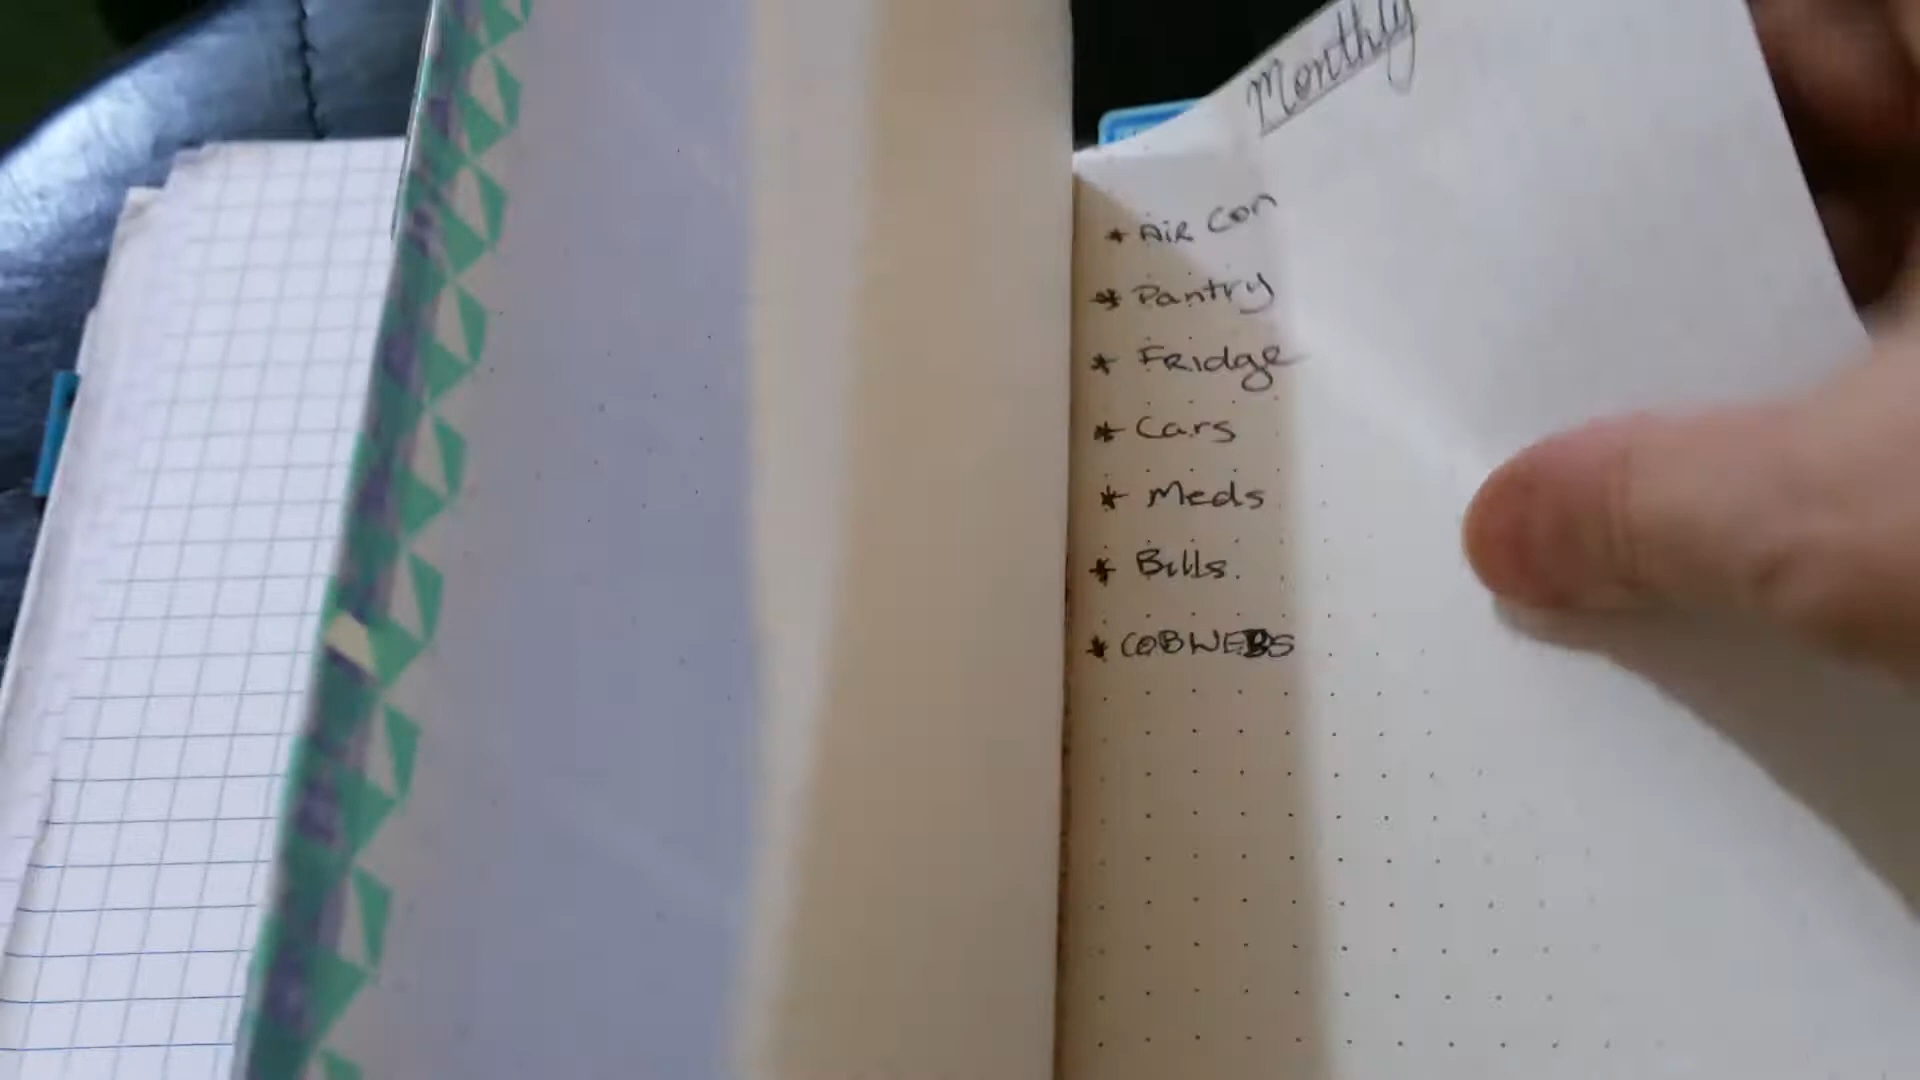 Monthly
* Air Con
* Pantry
* Fridge
* Cars
* Meds
* Bills.
* COBWEBS